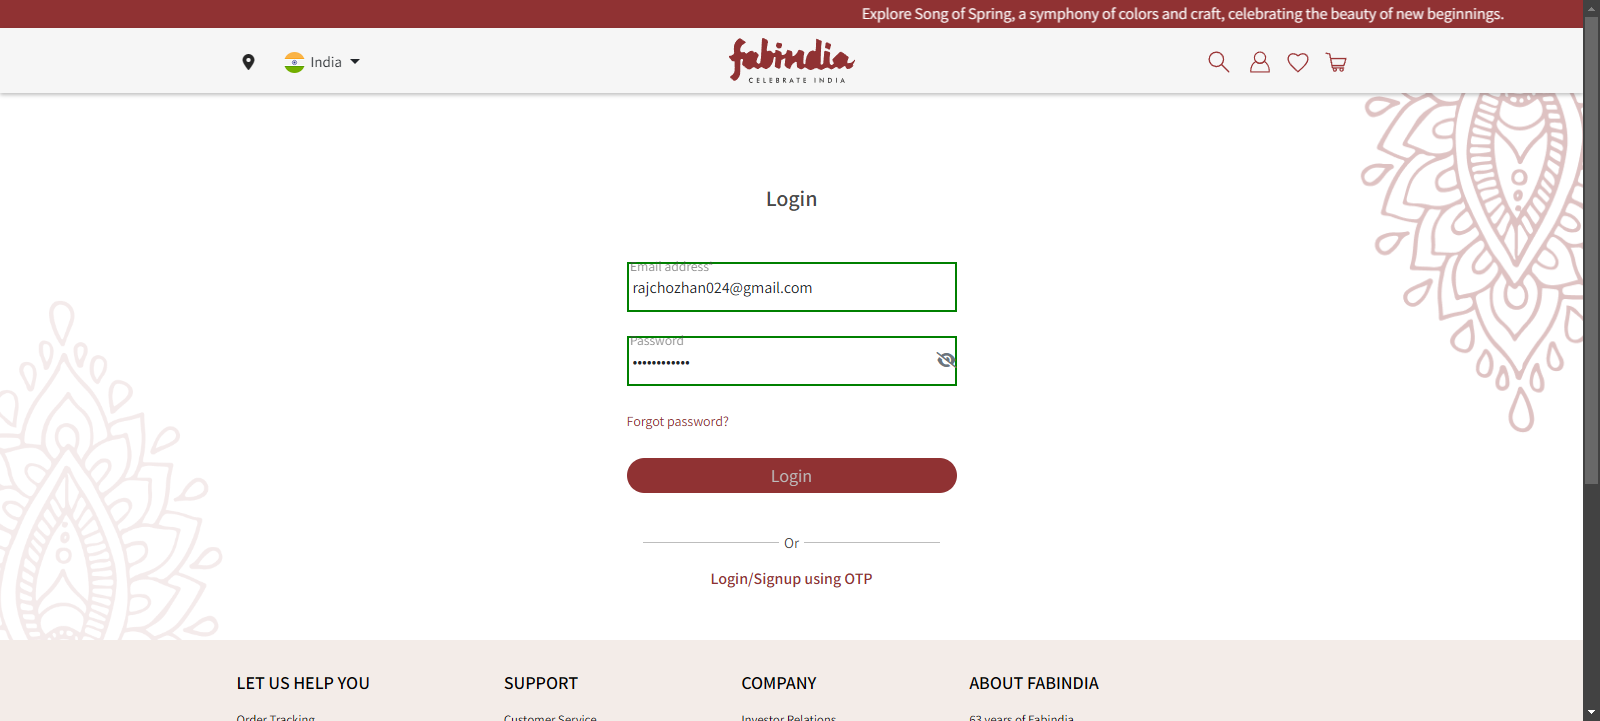 Explore Song of Spring, a symphony of colors and craft, celebrating the beauty of new beginnings.
India
fabindia
CELEBRATE INDIA
Login
Email address*
rajchozhan024@gmail.com
Password
••••••••••••
Forgot password?
Login
Or
Login/Signup using OTP
LET US HELP YOU
SUPPORT
COMPANY
ABOUT FABINDIA
Order Tracking
Customer Service
Investor Relations
63 years of Fabindia